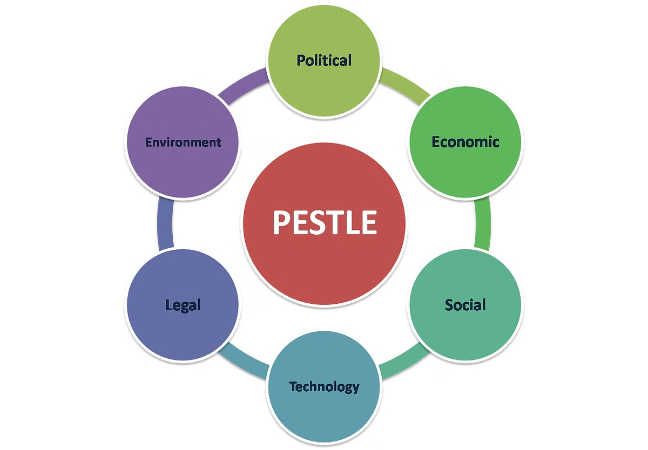 Political
Economic
Social
Technology
Legal
Environment
PESTLE